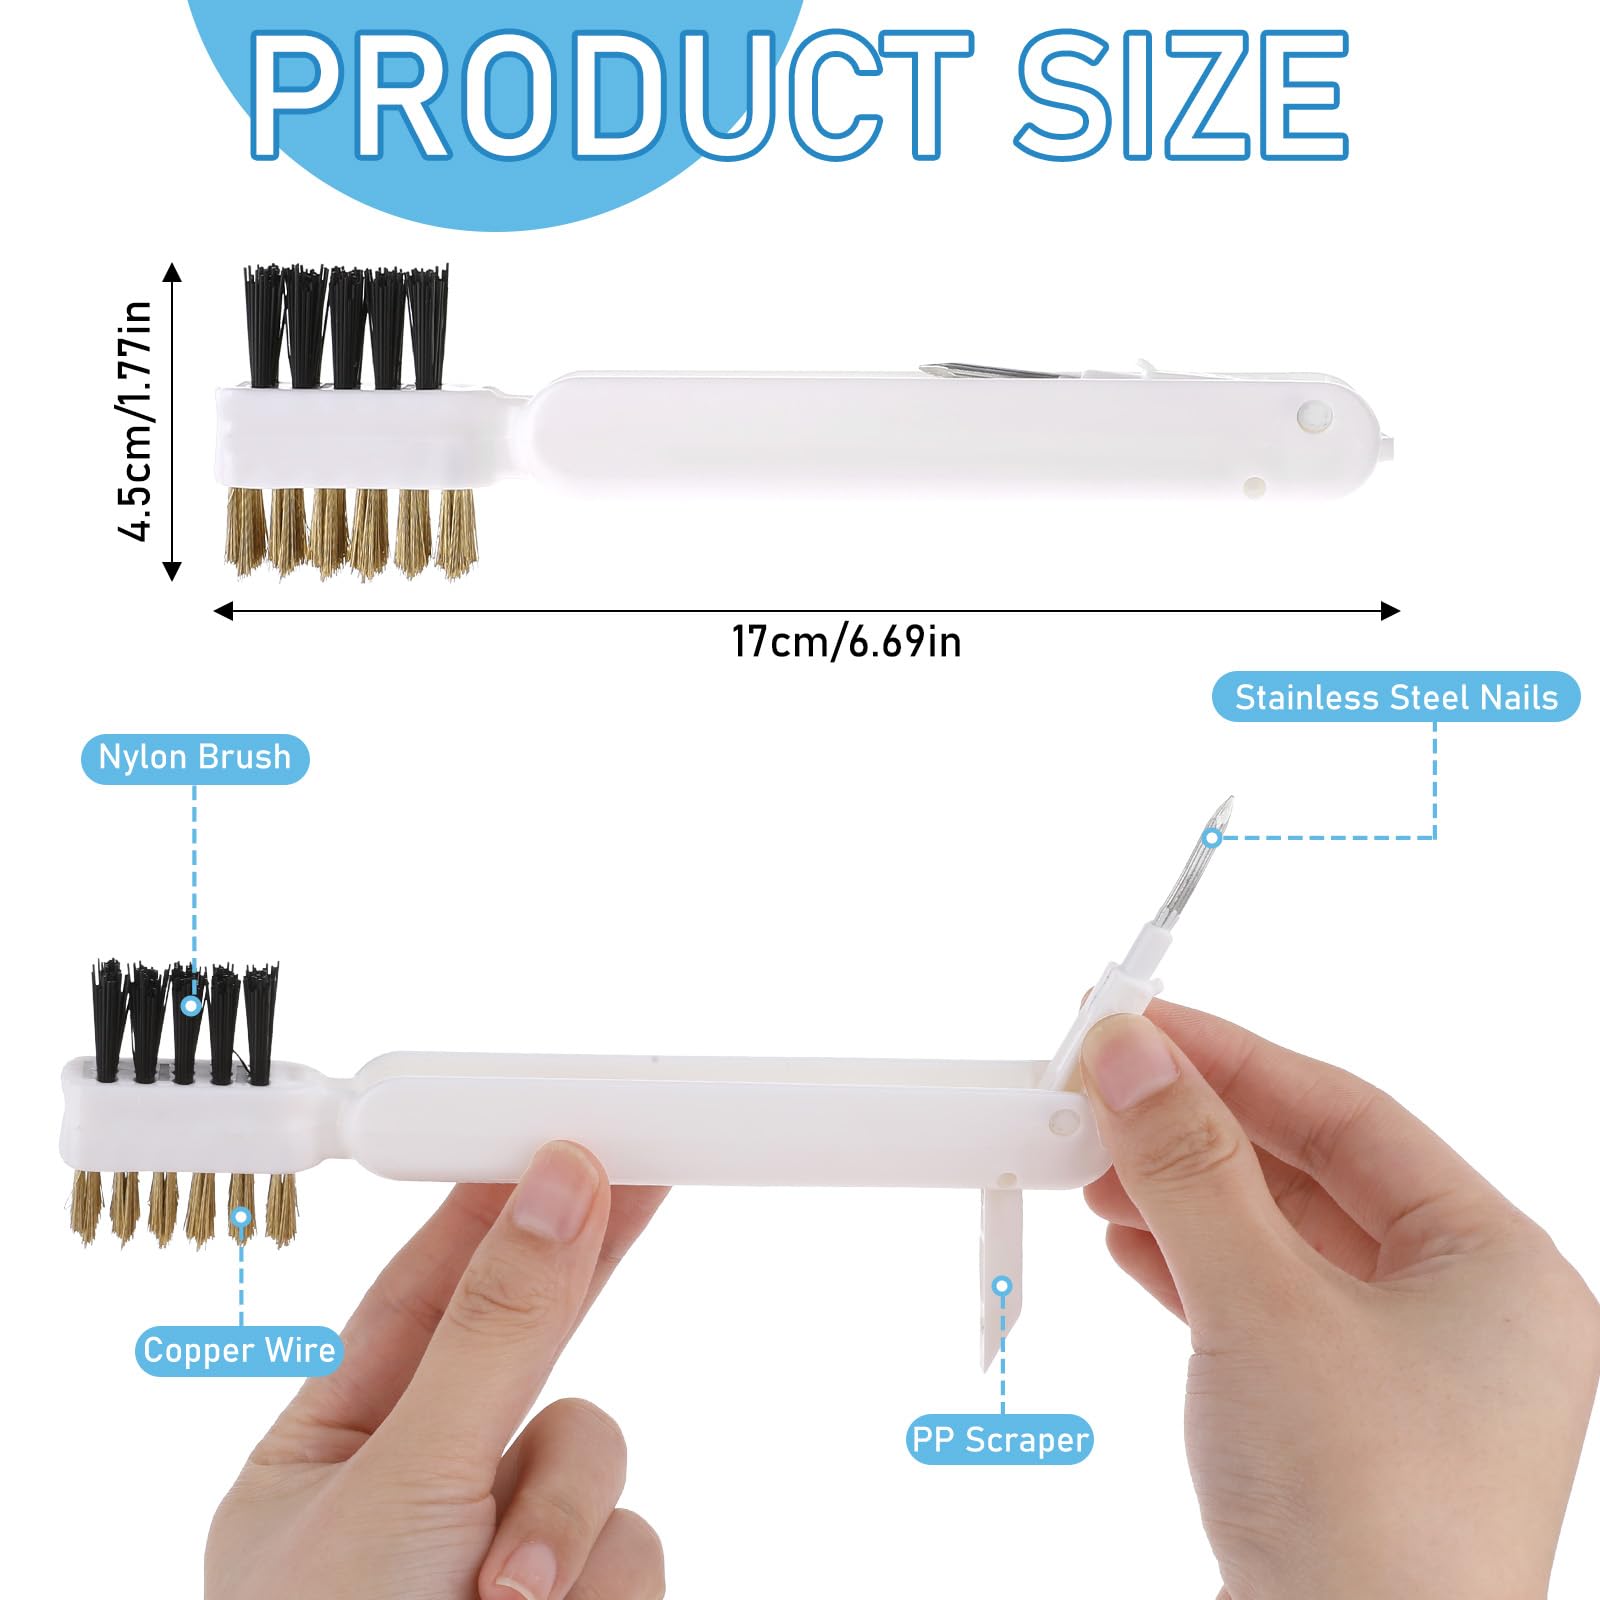 PRODUCT SIZE
4.5cm/1.77in
17cm/6.69in
Stainless Steel Nails
Nylon Brush
Copper Wire
PP Scraper